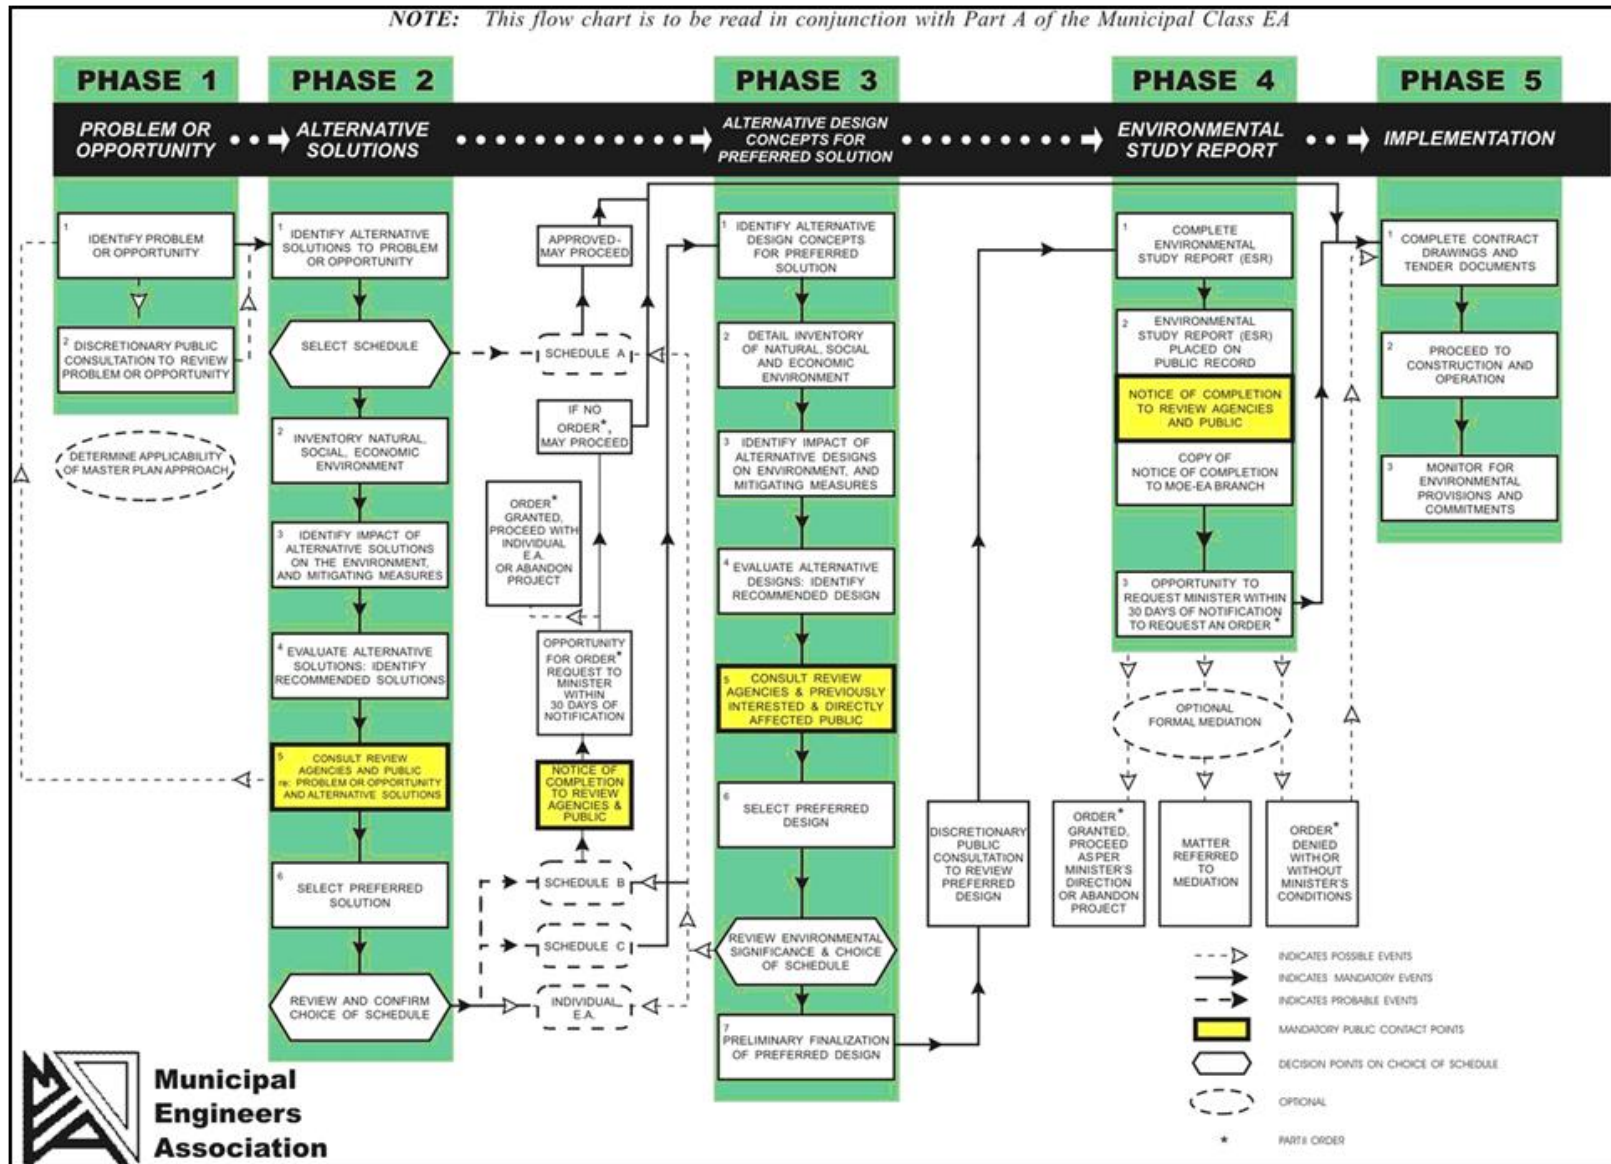 NOTE: This flow chart is to be read in conjunction with Part A of the Municipal Class EA
PHASE 1
PROBLEM OR
OPPORTUNITY
1
IDENTIFY PROBLEM
OR OPPORTUNITY
2 DISCRETIONARY PUBLIC
CONSULTATION TO REVIEW
PROBLEM OR OPPORTUNITY
DETERMINE APPLICABILITY
OF MASTER PLAN APPROACH
PHASE 2
ALTERNATIVE
SOLUTIONS
1
IDENTIFY ALTERNATIVE
SOLUTIONS TO PROBLEM
OR OPPORTUNITY
SELECT SCHEDULE
2
INVENTORY NATURAL,
SOCIAL, ECONOMIC
ENVIRONMENT
3 IDENTIFY IMPACT OF
ALTERNATIVE SOLUTIONS
ON THE ENVIRONMENT,
AND MITIGATING MEASURES
4 EVALUATE ALTERNATIVE
SOLUTIONS: IDENTIFY
RECOMMENDED SOLUTIONS
5
CONSULT REVIEW
AGENCIES AND PUBLIC
re: PROBLEM OR OPPORTUNITY
AND ALTERNATIVE SOLUTIONS
6
SELECT PREFERRED
SOLUTION
REVIEW AND CONFIRM
CHOICE OF SCHEDULE
APPROVED-
MAY PROCEED
SCHEDULE A
IF NO
ORDER*,
MAY PROCEED
ORDER*
GRANTED,
PROCEED WITH
INDIVIDUAL
E.A.
OR ABANDON
PROJECT
OPPORTUNITY
FOR ORDER*
REQUEST TO
MINISTER
WITHIN
30 DAYS OF
NOTIFICATION
NOTICE OF
COMPLETION
TO REVIEW
AGENCIES &
PUBLIC
SCHEDULE B
SCHEDULE C
INDIVIDUAL
E.A.
PHASE 3
ALTERNATIVE DESIGN
CONCEPTS FOR
PREFERRED SOLUTION
1 IDENTIFY ALTERNATIVE
DESIGN CONCEPTS
FOR PREFERRED
SOLUTION
2 DETAIL INVENTORY
OF NATURAL, SOCIAL
AND ECONOMIC
ENVIRONMENT
3 IDENTIFY IMPACT OF
ALTERNATIVE DESIGNS
ON ENVIRONMENT, AND
MITIGATING MEASURES
4 EVALUATE ALTERNATIVE
DESIGNS: IDENTIFY
RECOMMENDED DESIGN
5 CONSULT REVIEW
AGENCIES & PREVIOUSLY
INTERESTED & DIRECTLY
AFFECTED PUBLIC
6
SELECT PREFERRED
DESIGN
REVIEW ENVIRONMENTAL
SIGNIFICANCE & CHOICE
OF SCHEDULE
7
PRELIMINARY FINALIZATION
OF PREFERRED DESIGN
DISCRETIONARY
PUBLIC
CONSULTATION
TO REVIEW
PREFERRED
DESIGN
PHASE 4
ENVIRONMENTAL
STUDY REPORT
1
COMPLETE
ENVIRONMENTAL
STUDY REPORT (ESR)
2 ENVIRONMENTAL
STUDY REPORT (ESR)
PLACED ON
PUBLIC RECORD
NOTICE OF COMPLETION
TO REVIEW AGENCIES
AND PUBLIC
COPY OF
NOTICE OF COMPLETION
TO MOE-EA BRANCH
3 OPPORTUNITY TO
REQUEST MINISTER WITHIN
30 DAYS OF NOTIFICATION
TO REQUEST AN ORDER*
OPTIONAL
FORMAL MEDIATION
ORDER*
GRANTED,
PROCEED
AS PER
MINISTER'S
DIRECTION
OR ABANDON
PROJECT
MATTER
REFERRED
TO
MEDIATION
ORDER*
DENIED
WITH OR
WITHOUT
MINISTER'S
CONDITIONS
PHASE 5
IMPLEMENTATION
1
COMPLETE CONTRACT
DRAWINGS AND
TENDER DOCUMENTS
2
PROCEED TO
CONSTRUCTION AND
OPERATION
3
MONITOR FOR
ENVIRONMENTAL
PROVISIONS AND
COMMITMENTS
INDICATES POSSIBLE EVENTS
INDICATES MANDATORY EVENTS
INDICATES PROBABLE EVENTS
MANDATORY PUBLIC CONTACT POINTS
DECISION POINTS ON CHOICE OF SCHEDULE
OPTIONAL
* PART II ORDER
Municipal
Engineers
Association